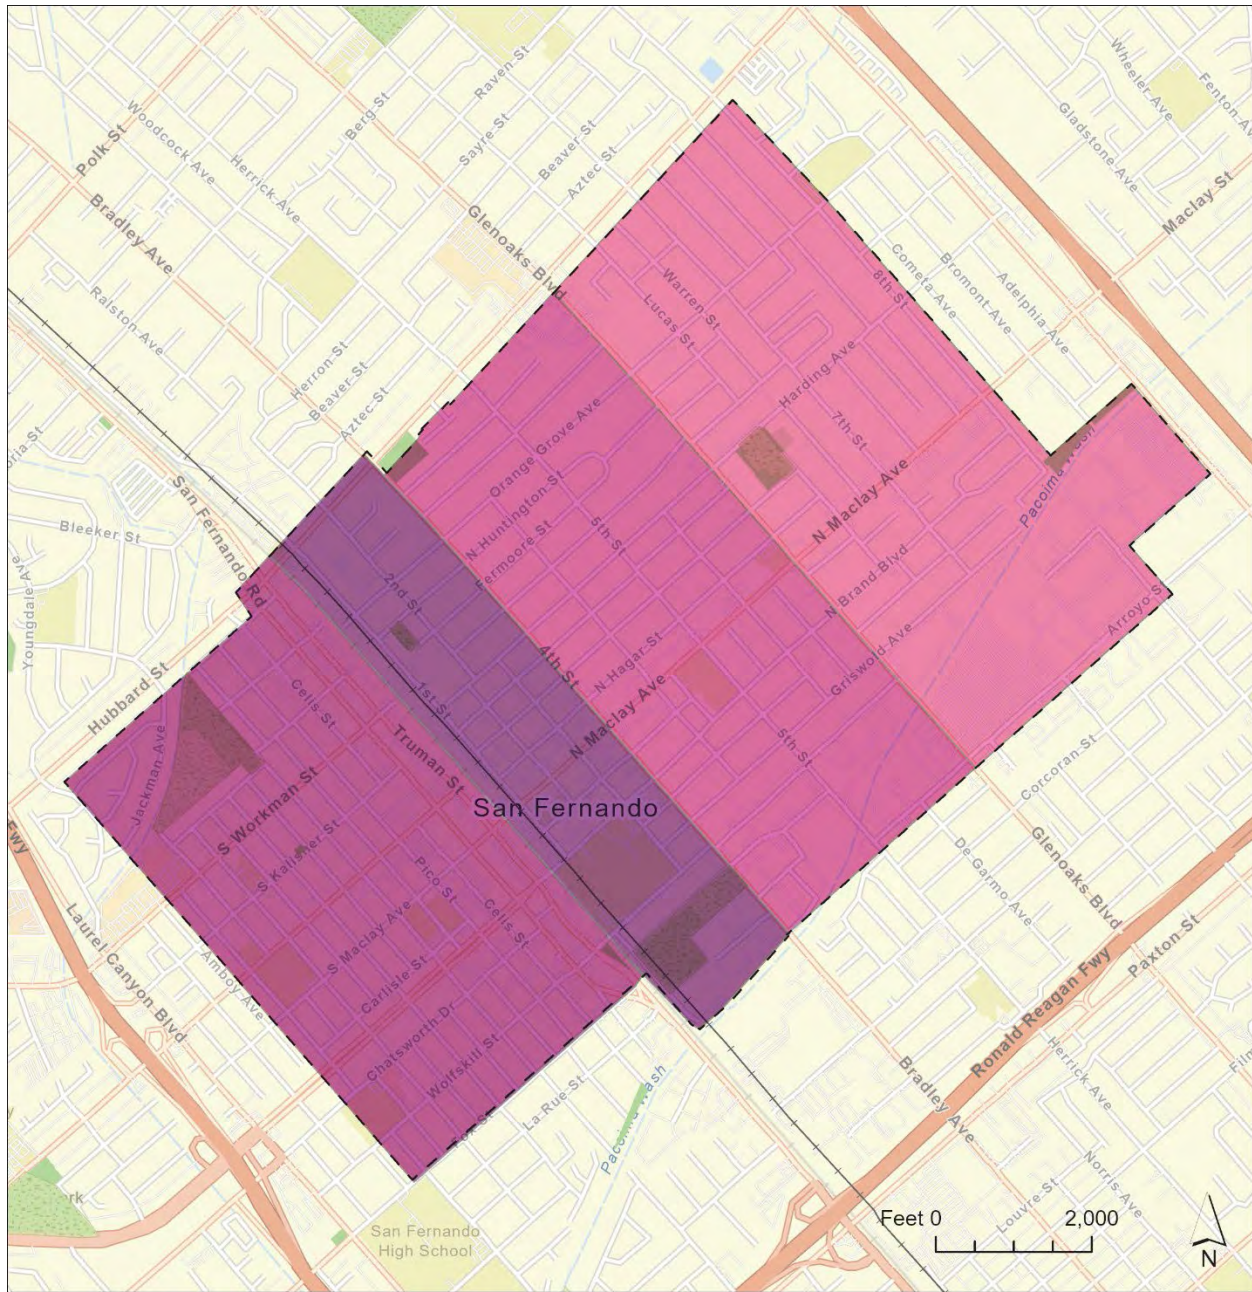 Raven St
Wheeler Ave
Fenton Av
Gladstone Ave
Woodcock Ave
Berg St
Polk St
Sayre St
Beaver St
Herrick Ave
Aztec St
Maclay St
Bradley Ave
Glenoaks Blvd
Cometa Ave
Bromont Ave
Adelphia Ave
8th St
Warren St
Lucas St
Ralston Ave
Herron St
Beaver St
Aztec St
Harding Ave
7th St
Orange Grove Ave
N Huntington St
Fermoore St
5th St
N Maclay Ave
Pacoima Wash
San Fernando Rd
Bleeker St
Youngdale Ave
2nd St
N Brand Blvd
Griswold Ave
Arroyo S
4th St
N Hagar St
N Maclay Ave
Hubbard St
Cells St
1st St
Truman St
5th St
Corcoran St
Jackman Ave
S Workman St
San Fernando
Fwy
S Kalisher St
Pico St
Cells St
De Garmo Ave
Glenoaks Blvd
Laurel Canyon Blvd
Amboy Ave
S Maclay Ave
Carlisle St
Paxton St
Ronald Reagan Fwy
Chatsworth Dr
Wolfskill St
La Rue St
Pacoima Wash
Bradley Ave
Herrick Ave
Norris Ave
Louvre St
San Fernando
High School
Feet 0 2,000
N